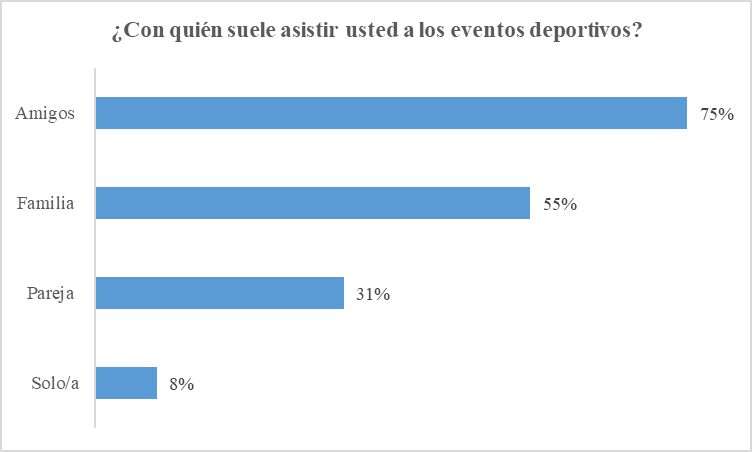 ¿Con quién suele asistir usted a los eventos deportivos?
Amigos 75%
Familia 55%
Pareja 31%
Solo/a 8%